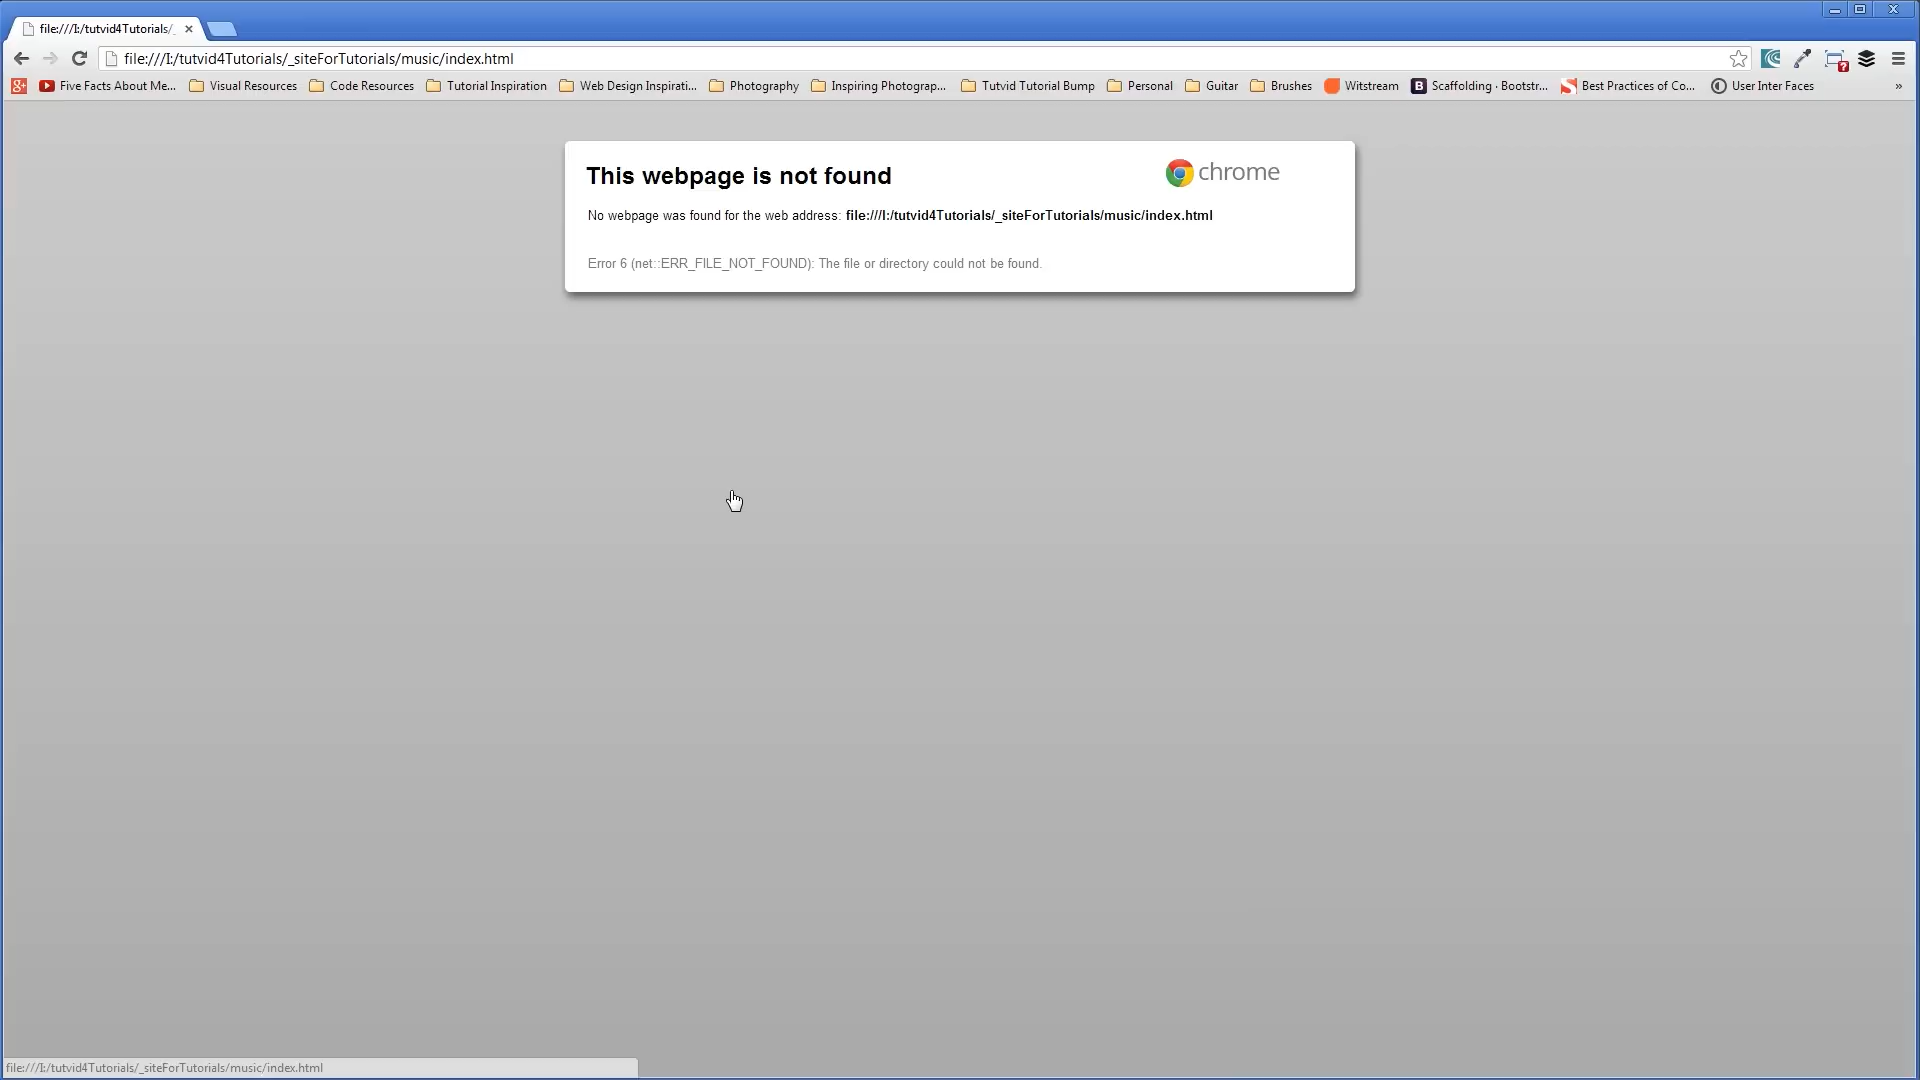 file:///I:/tutvid4Tutorials/_
file:///I:/tutvid4Tutorials/_siteForTutorials/music/index.html
Five Facts About Me... Visual Resources Code Resources Tutorial Inspiration Web Design Inspirati... Photography Inspiring Photograp... Tutvid Tutorial Bump Personal Guitar Brushes Witstream B Scaffolding · Bootstr... Best Practices of Co... User Inter Faces »
This webpage is not found
chrome
No webpage was found for the web address: file:///I:/tutvid4Tutorials/_siteForTutorials/music/index.html
Error 6 (net::ERR_FILE_NOT_FOUND): The file or directory could not be found.
file:///I:/tutvid4Tutorials/_siteForTutorials/music/index.html